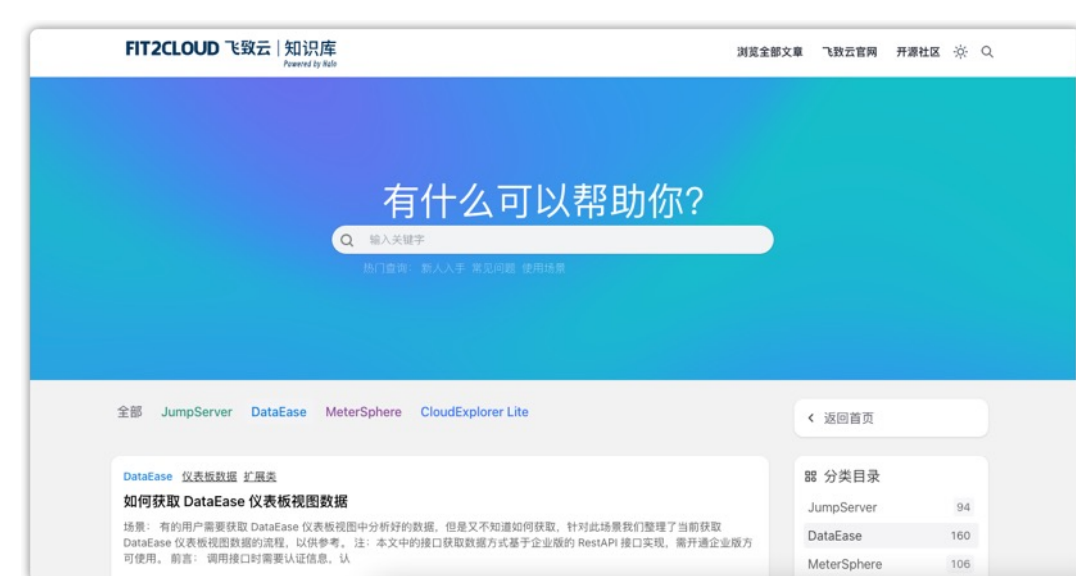 FIT2CLOUD 飞致云 | 知识库
Powered by Halo
浏览全部文章 飞致云官网 开源社区
有什么可以帮助你?
输入关键字
热门查询: 新人入手 常见问题 使用场景
全部 JumpServer DataEase MeterSphere CloudExplorer Lite
返回首页
DataEase 仪表板数据 扩展类
如何获取 DataEase 仪表板视图数据
场景: 有的用户需要获取 DataEase 仪表板视图中分析好的数据, 但是又不知道如何获取, 针对此场景我们整理了当前获取
DataEase 仪表板视图数据的流程, 以供参考。注: 本文中的接口获取数据方式基于企业版的 RestAPI 接口实现, 需开通企业版方
可使用。 前言: 调用接口时需要认证信息, 认
分类目录
JumpServer 94
DataEase 160
MeterSphere 106